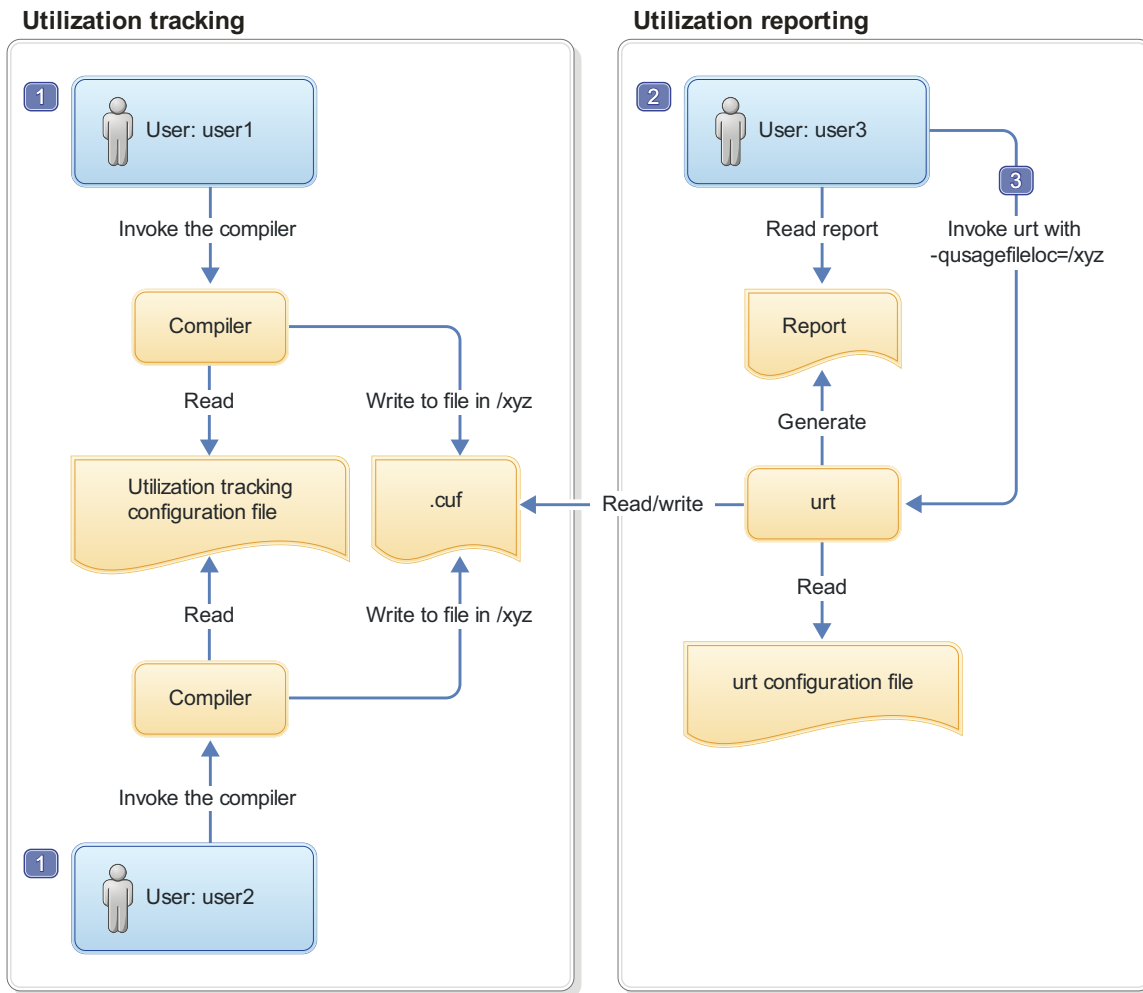 Utilization tracking
1
User: user1
Invoke the compiler
Compiler
Read
Write to file in /xyz
Utilization tracking
configuration file
.cuf
Read
Write to file in /xyz
Compiler
Invoke the compiler
1
User: user2
Utilization reporting
2
User: user3
3
Read report
Invoke urt with
-qusagefileloc=/xyz
Report
Generate
Read/write
urt
Read
urt configuration file